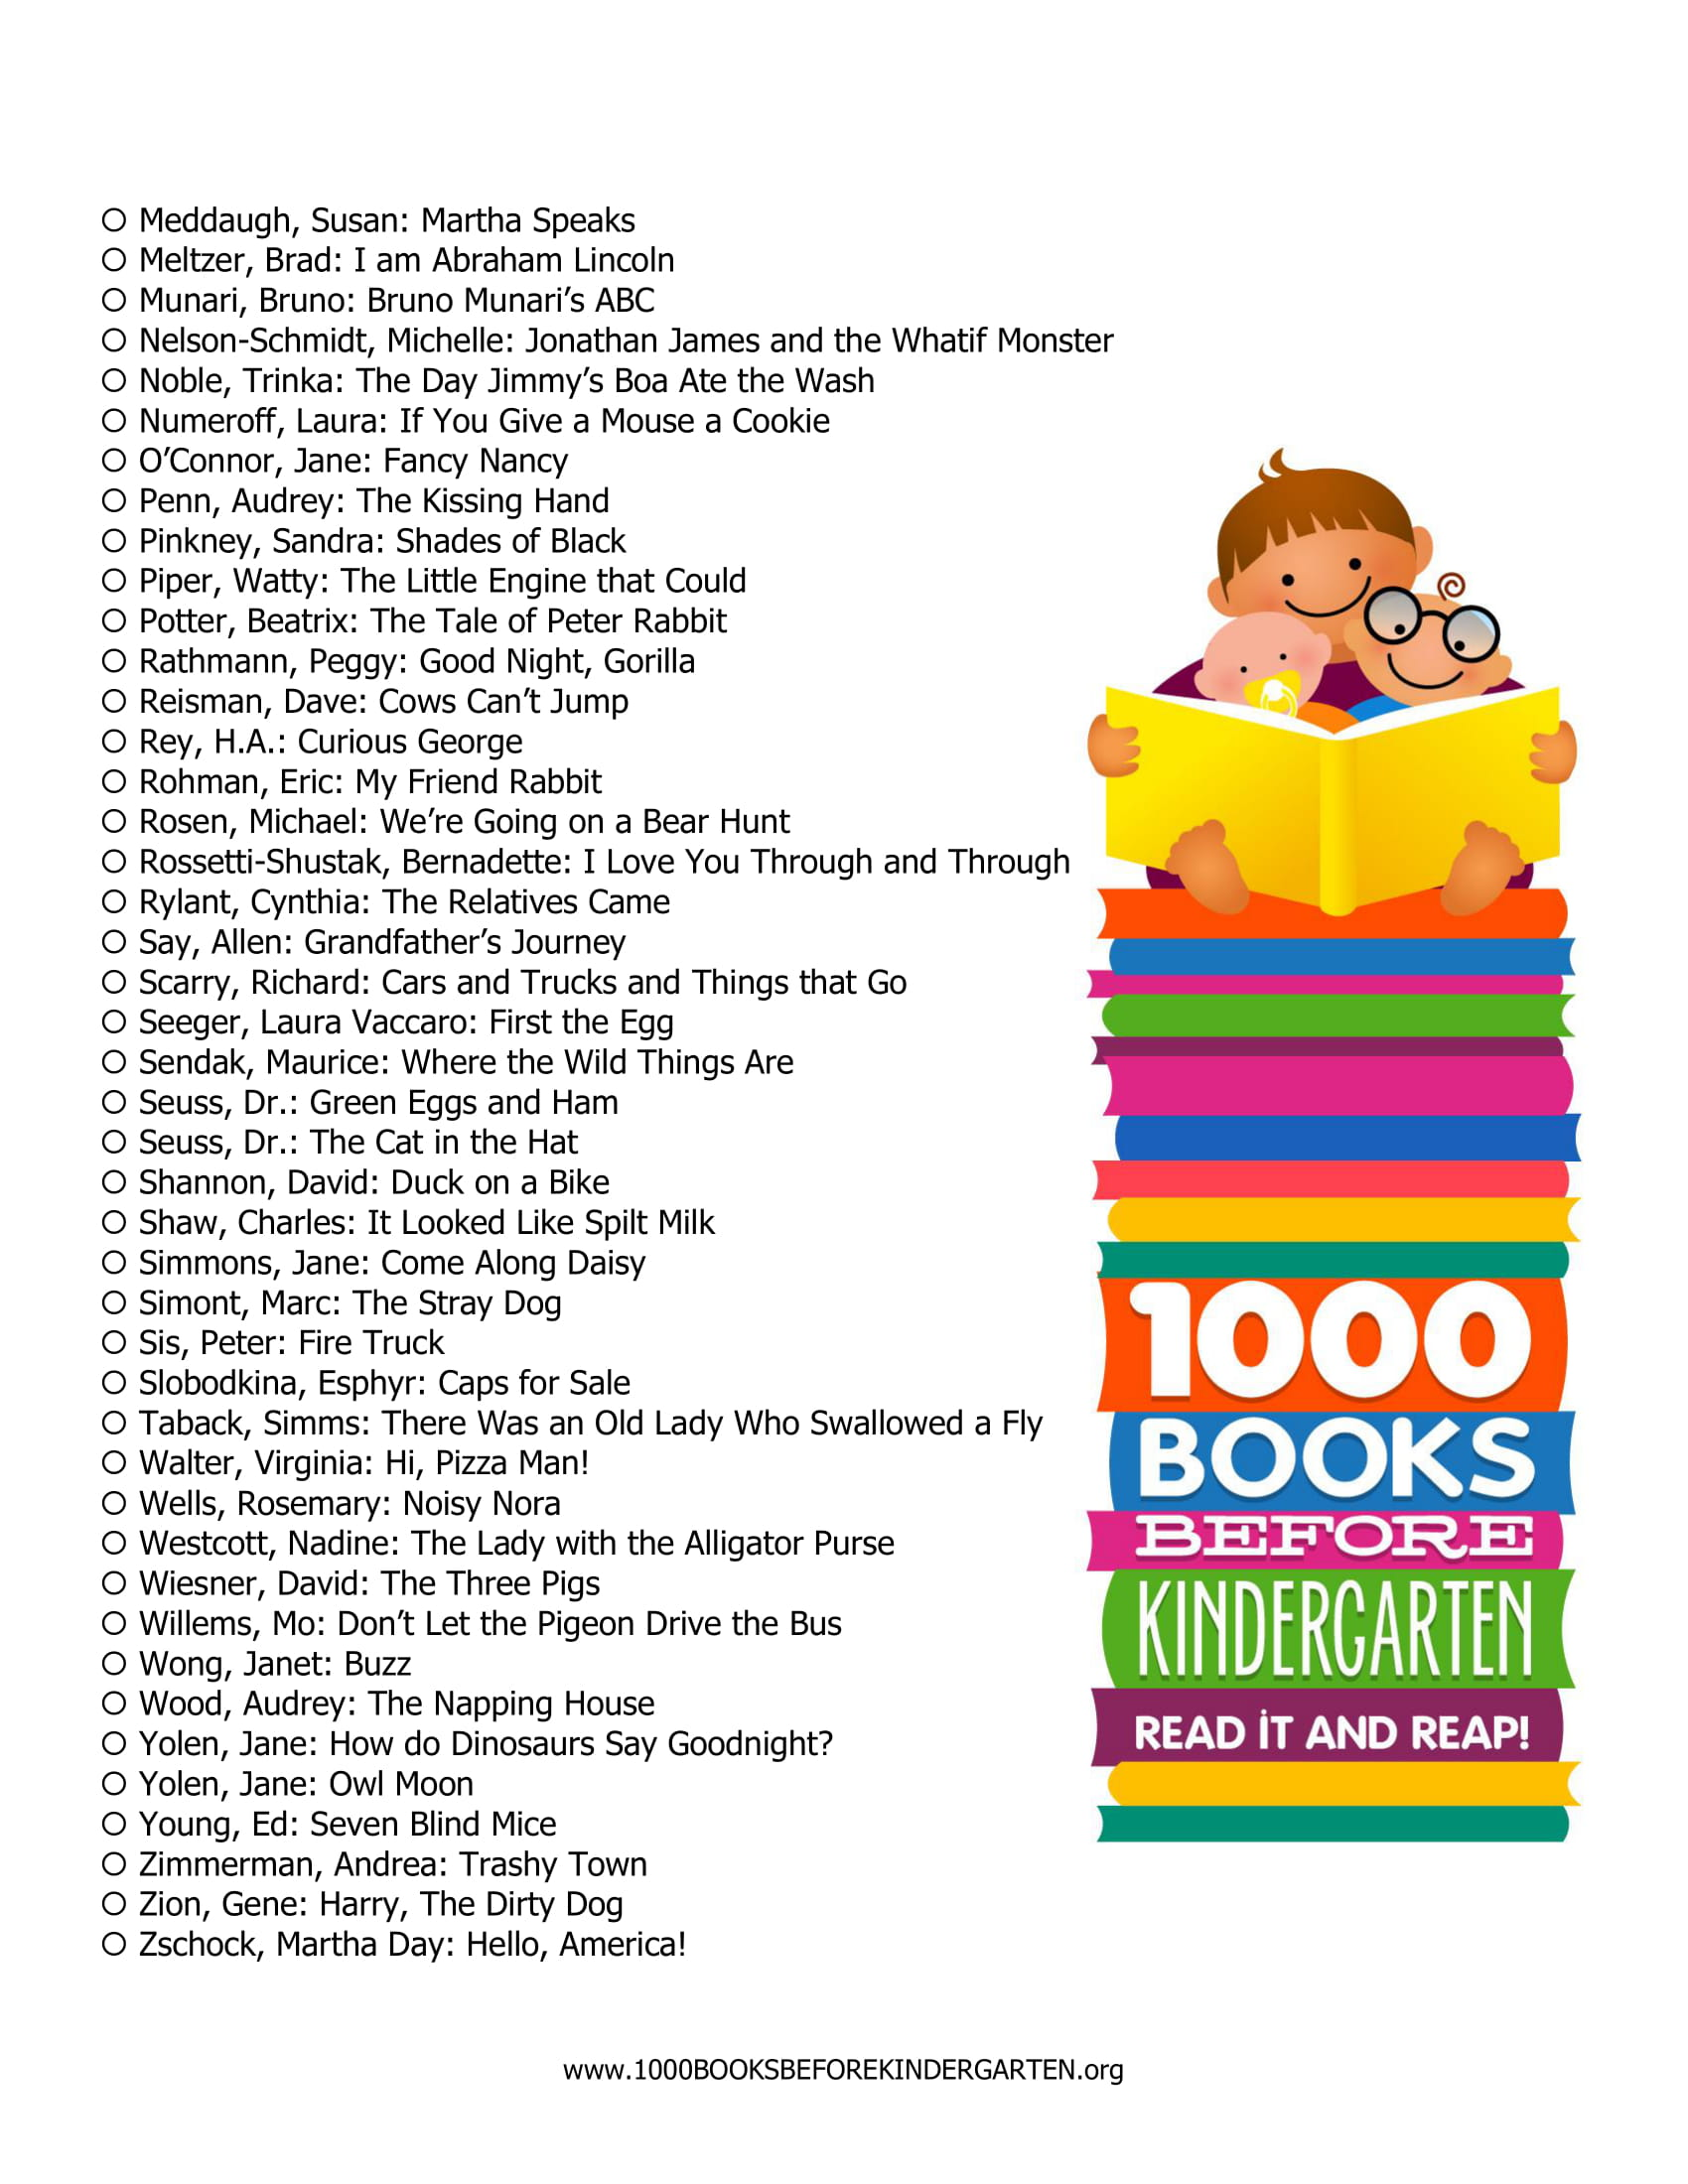 Meddaugh, Susan: Martha Speaks
Meltzer, Brad: I am Abraham Lincoln
Munari, Bruno: Bruno Munari’s ABC
Nelson-Schmidt, Michelle: Jonathan James and the Whatif Monster
Noble, Trinka: The Day Jimmy’s Boa Ate the Wash
Numeroff, Laura: If You Give a Mouse a Cookie
O’Connor, Jane: Fancy Nancy
Penn, Audrey: The Kissing Hand
Pinkney, Sandra: Shades of Black
Piper, Watty: The Little Engine that Could
Potter, Beatrix: The Tale of Peter Rabbit
Rathmann, Peggy: Good Night, Gorilla
Reisman, Dave: Cows Can’t Jump
Rey, H.A.: Curious George
Rohman, Eric: My Friend Rabbit
Rosen, Michael: We’re Going on a Bear Hunt
Rossetti-Shustak, Bernadette: I Love You Through and Through
Rylant, Cynthia: The Relatives Came
Say, Allen: Grandfather’s Journey
Scarry, Richard: Cars and Trucks and Things that Go
Seeger, Laura Vaccaro: First the Egg
Sendak, Maurice: Where the Wild Things Are
Seuss, Dr.: Green Eggs and Ham
Seuss, Dr.: The Cat in the Hat
Shannon, David: Duck on a Bike
Shaw, Charles: It Looked Like Spilt Milk
Simmons, Jane: Come Along Daisy
Simont, Marc: The Stray Dog
Sis, Peter: Fire Truck
Slobodkina, Esphyr: Caps for Sale
Taback, Simms: There Was an Old Lady Who Swallowed a Fly
Walter, Virginia: Hi, Pizza Man!
Wells, Rosemary: Noisy Nora
Westcott, Nadine: The Lady with the Alligator Purse
Wiesner, David: The Three Pigs
Willems, Mo: Don’t Let the Pigeon Drive the Bus
Wong, Janet: Buzz
Wood, Audrey: The Napping House
Yolen, Jane: How do Dinosaurs Say Goodnight?
Yolen, Jane: Owl Moon
Young, Ed: Seven Blind Mice
Zimmerman, Andrea: Trashy Town
Zion, Gene: Harry, The Dirty Dog
Zschock, Martha Day: Hello, America!
1000
BOOKS
BEFORE
KINDERGARTEN
READ IT AND REAP!
www.1000BOOKSBEFOREKINDERGARTEN.org